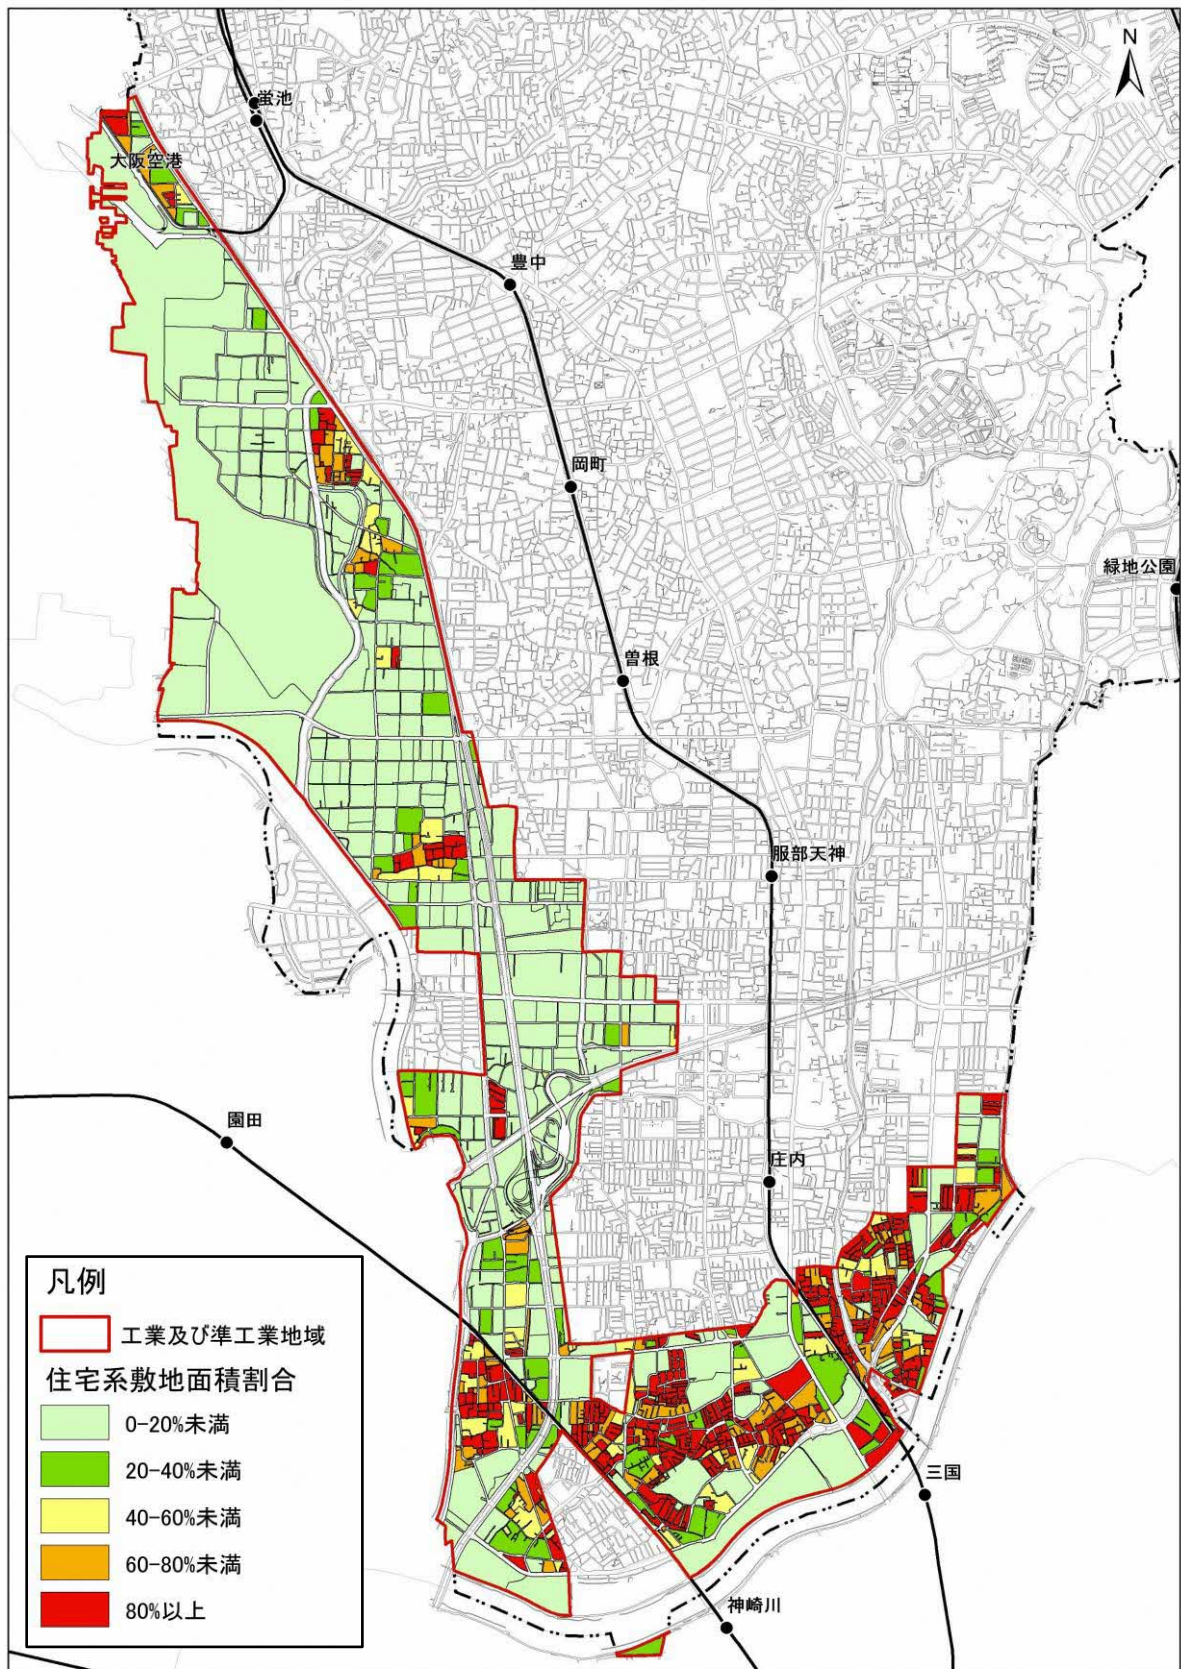 N
蛍池
大阪空港
豊中
岡町
緑地公園
曽根
服部天神
園田
庄内
三国
神崎川
凡例
工業及び準工業地域
住宅系敷地面積割合
0-20%未満
20-40%未満
40-60%未満
60-80%未満
80%以上